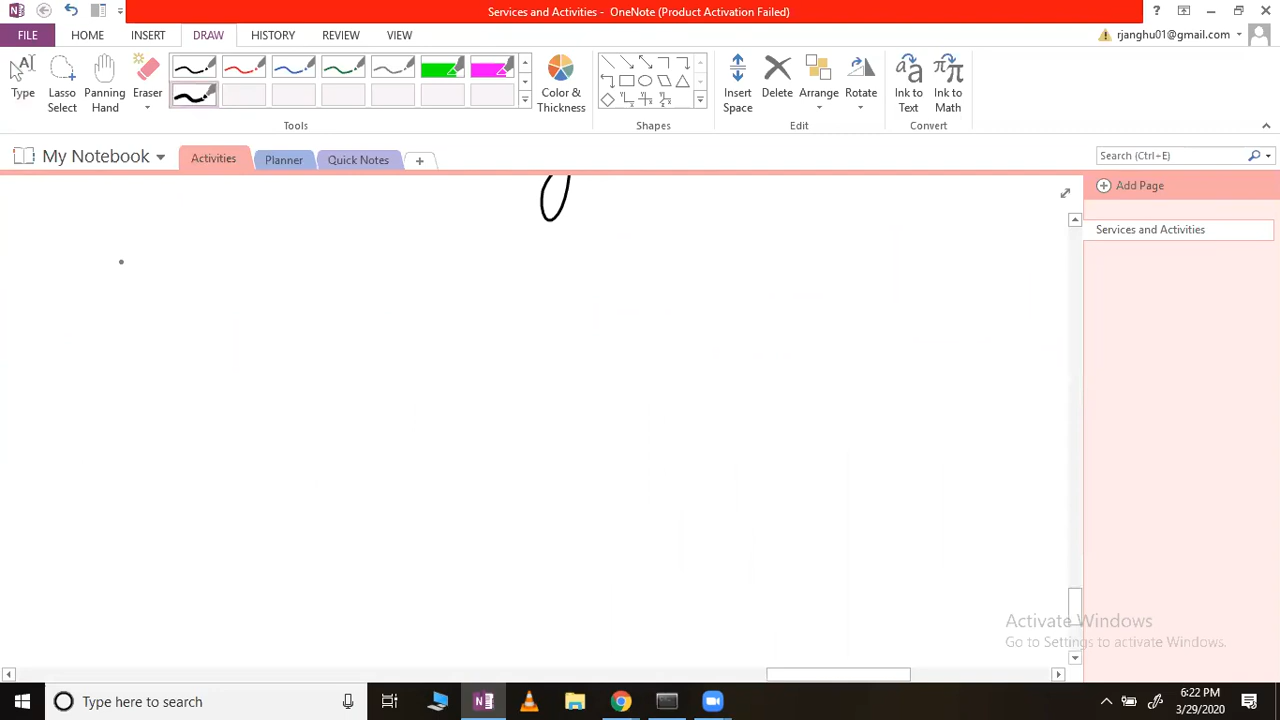 Services and Activities - OneNote (Product Activation Failed)
?
FILE HOME INSERT DRAW HISTORY REVIEW VIEW
rjanghu01@gmail.com
Type Lasso Select Panning Hand Eraser Color & Thickness Insert Space Delete Arrange Rotate Ink to Text Ink to Math
Tools Shapes Edit Convert
My Notebook Activities Planner Quick Notes + Search (Ctrl+E)
Add Page
Services and Activities
Activate Windows
Go to Settings to activate Windows.
Type here to search
6:22 PM
3/29/2020